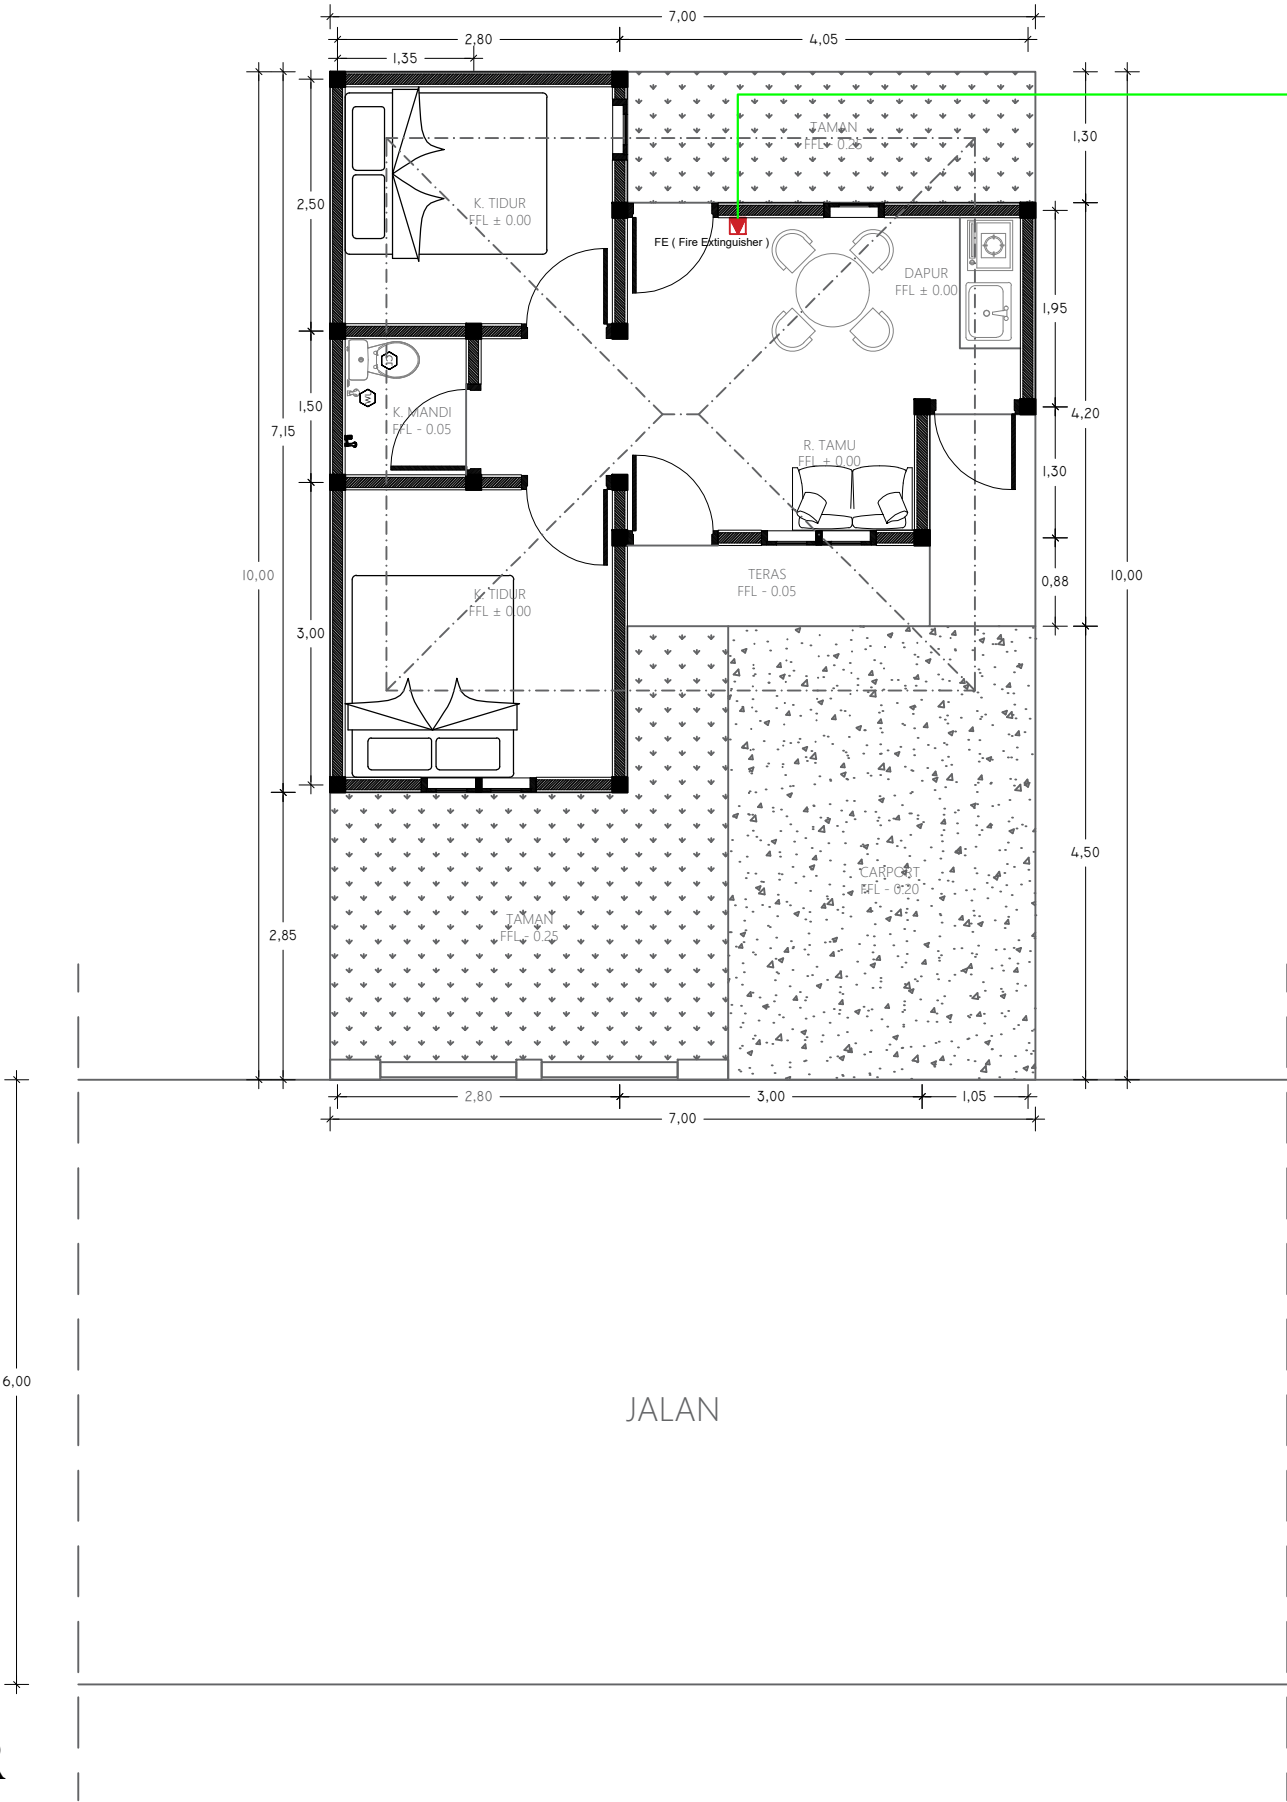 7,00
2,80
4,05
1,35
TAMAN
FFL - 0.25
1,30
2,50
K. TIDUR
FFL ± 0.00
FE ( Fire Extinguisher )
DAPUR
FFL ± 0.00
1,95
1,50
K. MANDI
FFL - 0.05
7,15
4,20
R. TAMU
FFL ± 0.00
1,30
10,00
TERAS
FFL - 0.05
0,88
10,00
K. TIDUR
FFL ± 0.00
3,00
4,50
CARPORT
FFL - 0.20
TAMAN
FFL - 0.25
2,85
2,80
3,00
1,05
7,00
6,00
JALAN